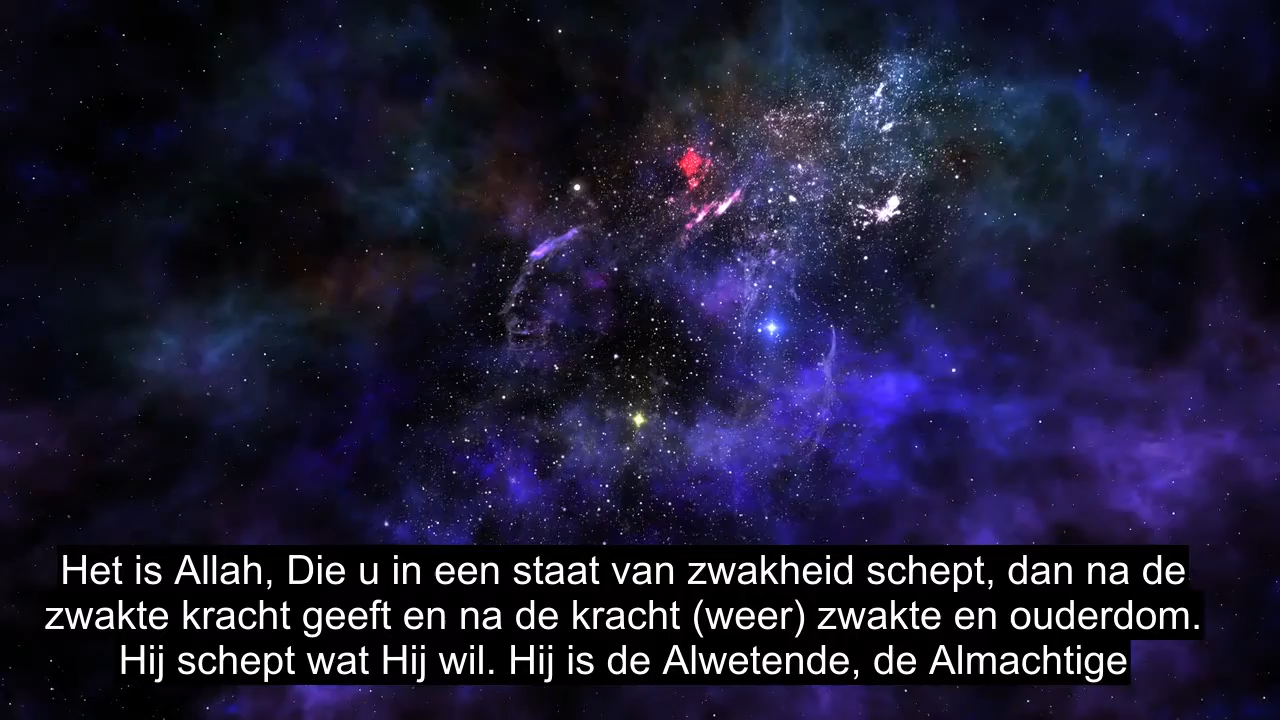 Het is Allah, Die u in een staat van zwakheid schept, dan na de
zwakte kracht geeft en na de kracht (weer) zwakte en ouderdom.
Hij schept wat Hij wil. Hij is de Alwetende, de Almachtige